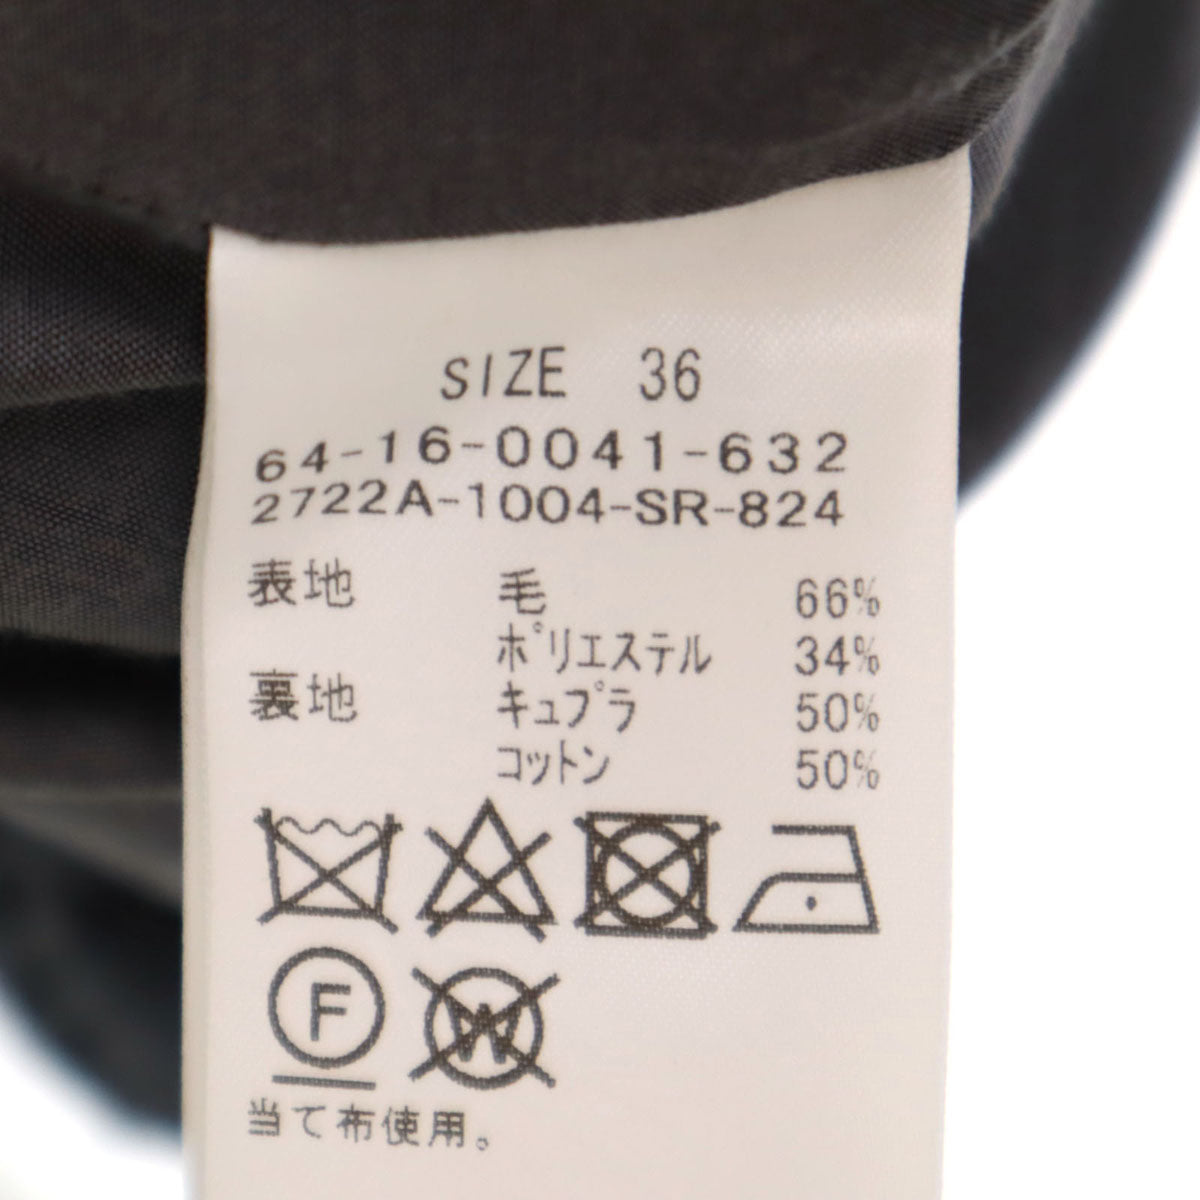 SIZE 36
64-16-0041-632
2722A-1004-SR-824
表地 毛 66%
ポリエステル 34%
裏地 キュプラ 50%
コットン 50%
F W
当て布使用。